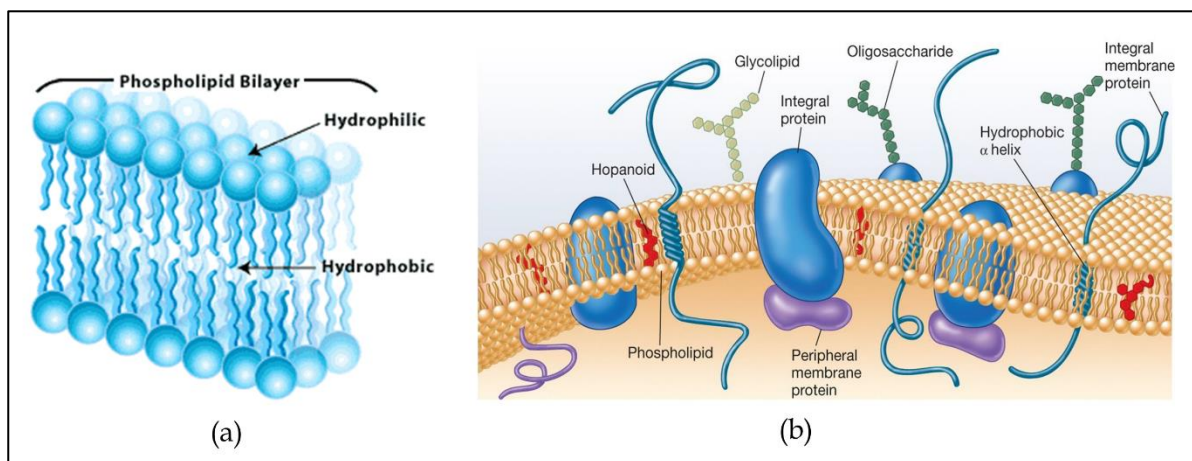 Phospholipid Bilayer
Hydrophilic
Hydrophobic
(a)
Glycolipid
Oligosaccharide
Integral
membrane
protein
Integral
protein
Hydrophobic
α helix
Hopanoid
Phospholipid
Peripheral
membrane
protein
(b)